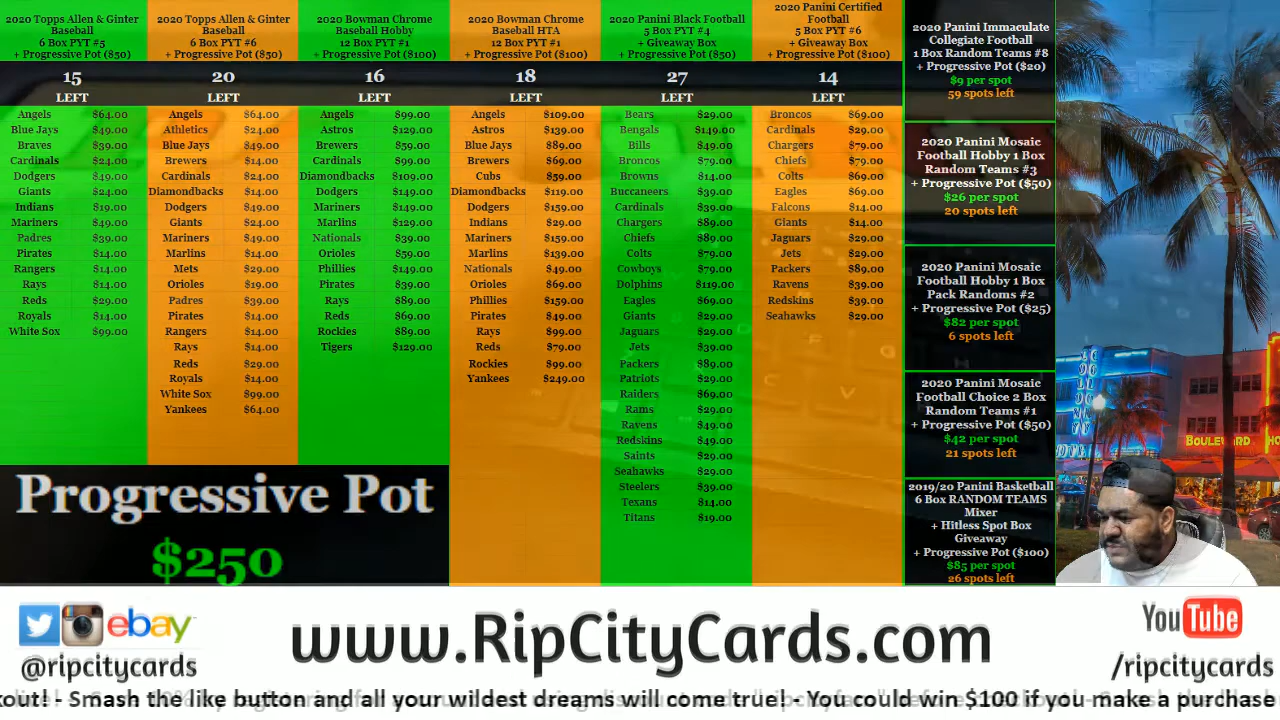 2020 Topps Allen & Ginter
Baseball
6 Box PYT #5
+ Progressive Pot ($50)
15
LEFT
Angels $64.00
Blue Jays $49.00
Braves $39.00
Cardinals $24.00
Dodgers $49.00
Giants $24.00
Indians $19.00
Mariners $49.00
Padres $39.00
Pirates $14.00
Rangers $14.00
Rays $14.00
Reds $29.00
Royals $14.00
White Sox $99.00
2020 Topps Allen & Ginter
Baseball
6 Box PYT #6
+ Progressive Pot ($50)
20
LEFT
Angels $64.00
Athletics $24.00
Blue Jays $49.00
Brewers $14.00
Cardinals $24.00
Diamondbacks $14.00
Dodgers $49.00
Giants $24.00
Mariners $49.00
Marlins $14.00
Mets $29.00
Orioles $19.00
Padres $39.00
Pirates $14.00
Rangers $14.00
Rays $14.00
Reds $29.00
Royals $14.00
White Sox $99.00
Yankees $64.00
2020 Bowman Chrome
Baseball Hobby
12 Box PYT #1
+ Progressive Pot ($100)
16
LEFT
Angels $99.00
Astros $129.00
Brewers $59.00
Cardinals $99.00
Diamondbacks $109.00
Dodgers $149.00
Mariners $149.00
Marlins $129.00
Nationals $39.00
Orioles $59.00
Phillies $149.00
Pirates $39.00
Rays $89.00
Reds $69.00
Rockies $89.00
Tigers $129.00
2020 Bowman Chrome
Baseball HTA
12 Box PYT #1
+ Progressive Pot ($100)
18
LEFT
Angels $109.00
Astros $139.00
Blue Jays $89.00
Brewers $69.00
Cubs $59.00
Diamondbacks $119.00
Dodgers $159.00
Indians $29.00
Mariners $159.00
Marlins $139.00
Nationals $49.00
Orioles $69.00
Phillies $159.00
Pirates $49.00
Rays $99.00
Reds $79.00
Rockies $99.00
Yankees $249.00
2020 Panini Black Football
5 Box PYT #4
+ Giveaway Box
+ Progressive Pot ($50)
27
LEFT
Bears $29.00
Bengals $149.00
Bills $49.00
Broncos $79.00
Browns $14.00
Buccaneers $39.00
Cardinals $39.00
Chargers $89.00
Chiefs $89.00
Colts $79.00
Cowboys $79.00
Dolphins $119.00
Eagles $69.00
Giants $29.00
Jaguars $29.00
Jets $39.00
Packers $89.00
Patriots $29.00
Raiders $69.00
Rams $29.00
Ravens $49.00
Redskins $49.00
Saints $29.00
Seahawks $29.00
Steelers $39.00
Texans $14.00
Titans $19.00
2020 Panini Certified
Football
5 Box PYT #6
+ Giveaway Box
+ Progressive Pot ($100)
14
LEFT
Broncos $69.00
Cardinals $29.00
Chargers $79.00
Chiefs $79.00
Colts $69.00
Eagles $69.00
Falcons $14.00
Giants $14.00
Jaguars $29.00
Jets $29.00
Packers $89.00
Ravens $39.00
Redskins $39.00
Seahawks $29.00
2020 Panini Immaculate
Collegiate Football
1 Box Random Teams #8
+ Progressive Pot ($20)
$9 per spot
59 spots left
2020 Panini Mosaic
Football Hobby 1 Box
Random Teams #3
+ Progressive Pot ($50)
$26 per spot
20 spots left
2020 Panini Mosaic
Football Hobby 1 Box
Pack Randoms #2
+ Progressive Pot ($25)
$82 per spot
6 spots left
2020 Panini Mosaic
Football Choice 2 Box
Random Teams #1
+ Progressive Pot ($50)
$42 per spot
21 spots left
2019/20 Panini Basketball
6 Box RANDOM TEAMS
Mixer
+ Hitless Spot Box
Giveaway
+ Progressive Pot ($100)
$85 per spot
26 spots left
COLONY
BOULEVARD
Progressive Pot
$250
ebay
@ripcitycards
www.RipCityCards.com
YouTube
/ripcitycards
kout! - Smash the like button and all your wildest dreams will come true! - You could win $100 if you make a purchase